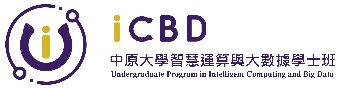 iCBD
中原大學智慧運算與大數據學士班
Undergraduate Program in Intelligent Computing and Big Data